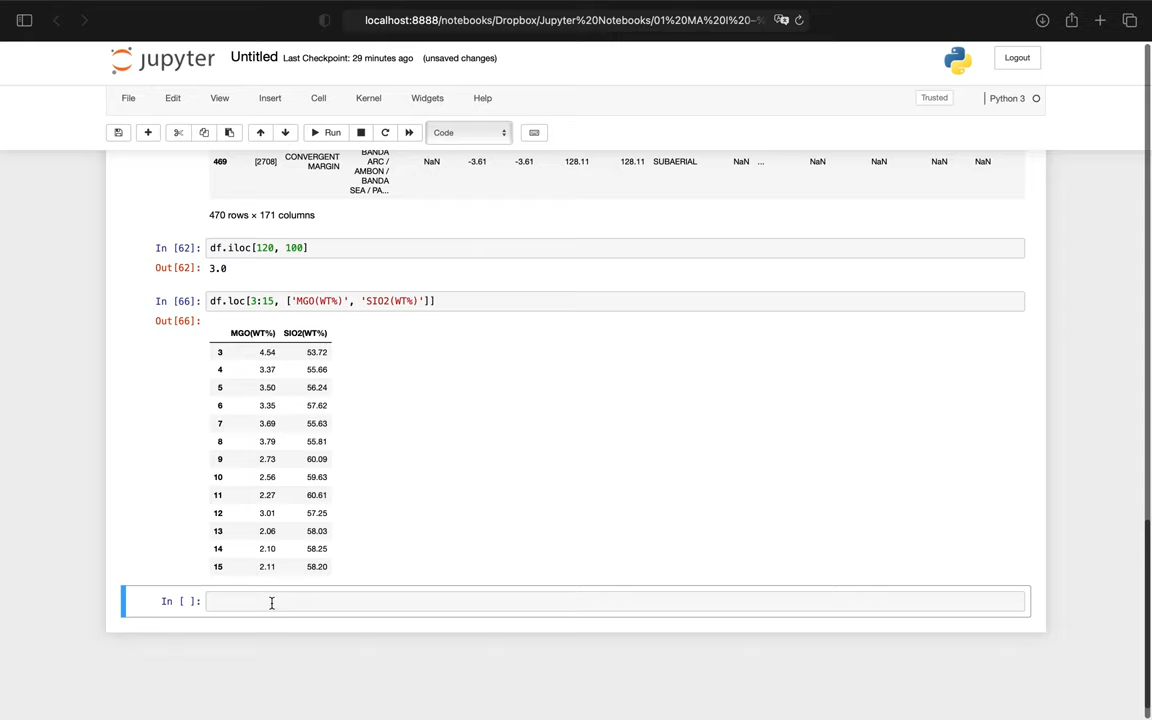 localhost:8888/notebooks/Dropbox/Jupyter%20Notebooks/01%20MA%20I%20–%
jupyter Untitled Last Checkpoint: 29 minutes ago (unsaved changes) Logout
File Edit View Insert Cell Kernel Widgets Help Trusted Python 3
Run Code
BANDA
469 [2708] CONVERGENT MARGIN ARC / NaN -3.61 -3.61 128.11 128.11 SUBAERIAL NaN ... NaN NaN NaN NaN
AMBON /
BANDA
SEA / PA...
470 rows × 171 columns
In [62]: df.iloc[120, 100]
Out[62]: 3.0
In [66]: df.loc[3:15, ['MGO(WT%)', 'SIO2(WT%)']]
Out[66]:
MGO(WT%) SIO2(WT%)
3 4.54 53.72
4 3.37 55.66
5 3.50 56.24
6 3.35 57.62
7 3.69 55.63
8 3.79 55.81
9 2.73 60.09
10 2.56 59.63
11 2.27 60.61
12 3.01 57.25
13 2.06 58.03
14 2.10 58.25
15 2.11 58.20
In [ ]: